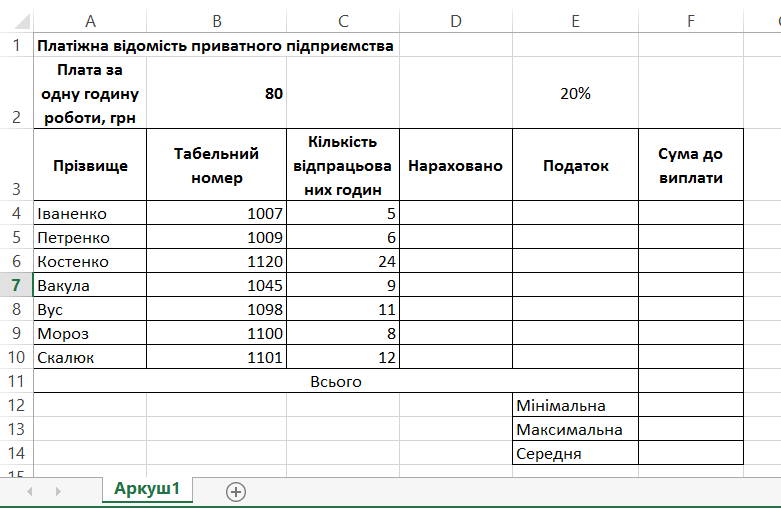 A B C D E F
1 Платіжна відомість приватного підприємства
Плата за
одну годину 80 20%
2 роботи, грн
Кількість
Табельний Сума до
Прізвище відпрацьова Нараховано Податок
номер виплати
3 них годин
4 Іваненко 1007 5
5 Петренко 1009 6
6 Костенко 1120 24
7 Вакула 1045 9
8 Вус 1098 11
9 Мороз 1100 8
10 Скалюк 1101 12
11 Всього
12 Мінімальна
13 Максимальна
14 Середня
15
Аркуш1